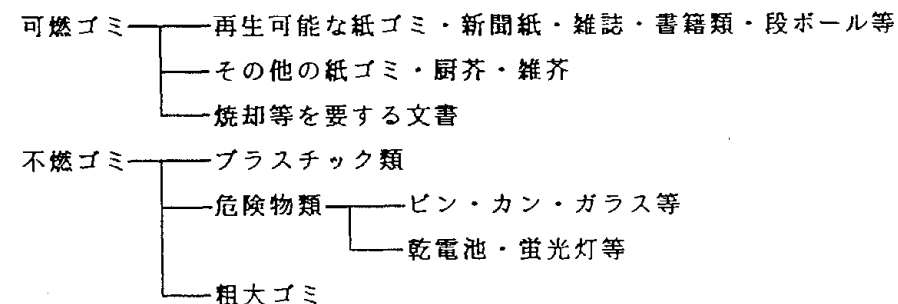 可燃ゴミ 再生可能な紙ゴミ・新聞紙・雑誌・書籍類・段ボール等
その他の紙ゴミ・厨芥・雑芥
焼却等を要する文書
不燃ゴミ プラスチック類
危険物類 ビン・カン・ガラス等
乾電池・蛍光灯等
粗大ゴミ